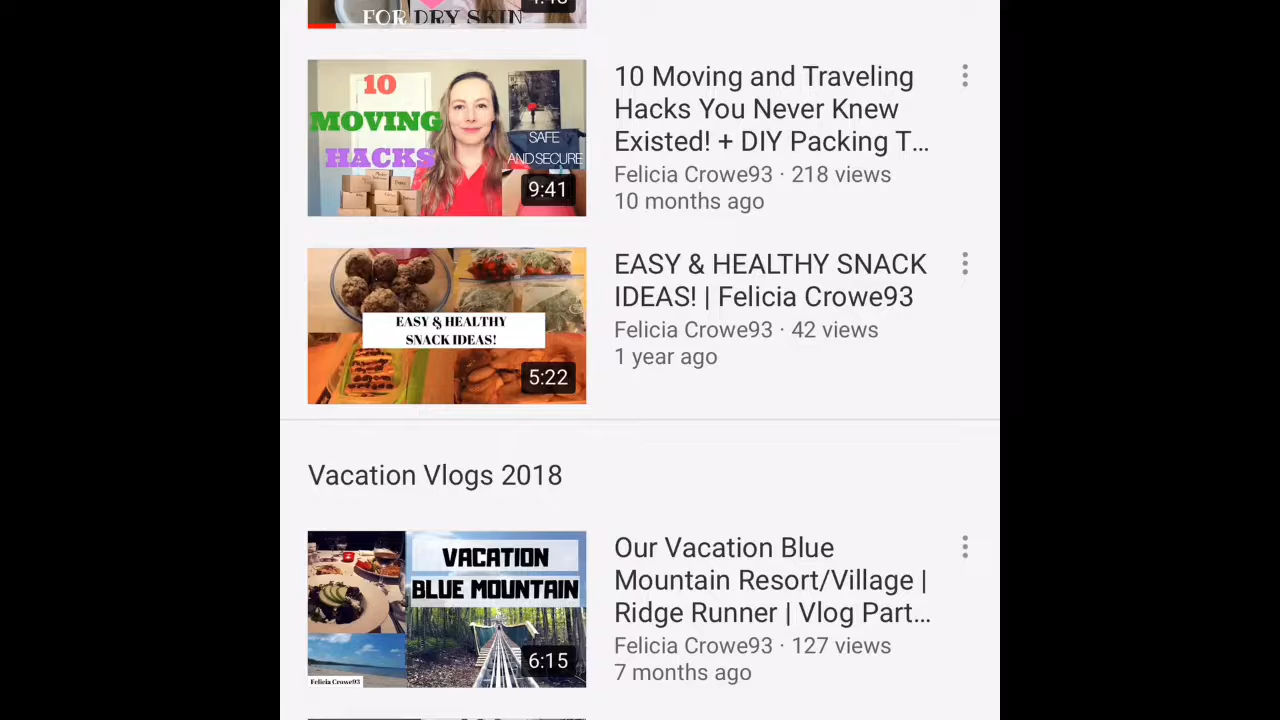 4:48
FOR DRY SKIN
10
MOVING
HACKS
SAFE
AND SECURE
9:41
10 Moving and Traveling
Hacks You Never Knew
Existed! + DIY Packing T...
Felicia Crowe93 · 218 views
10 months ago
EASY & HEALTHY
SNACK IDEAS!
5:22
EASY & HEALTHY SNACK
IDEAS! | Felicia Crowe93
Felicia Crowe93 · 42 views
1 year ago
Vacation Vlogs 2018
VACATION
BLUE MOUNTAIN
6:15
Felicia Crowe93
Our Vacation Blue
Mountain Resort/Village |
Ridge Runner | Vlog Part...
Felicia Crowe93 · 127 views
7 months ago